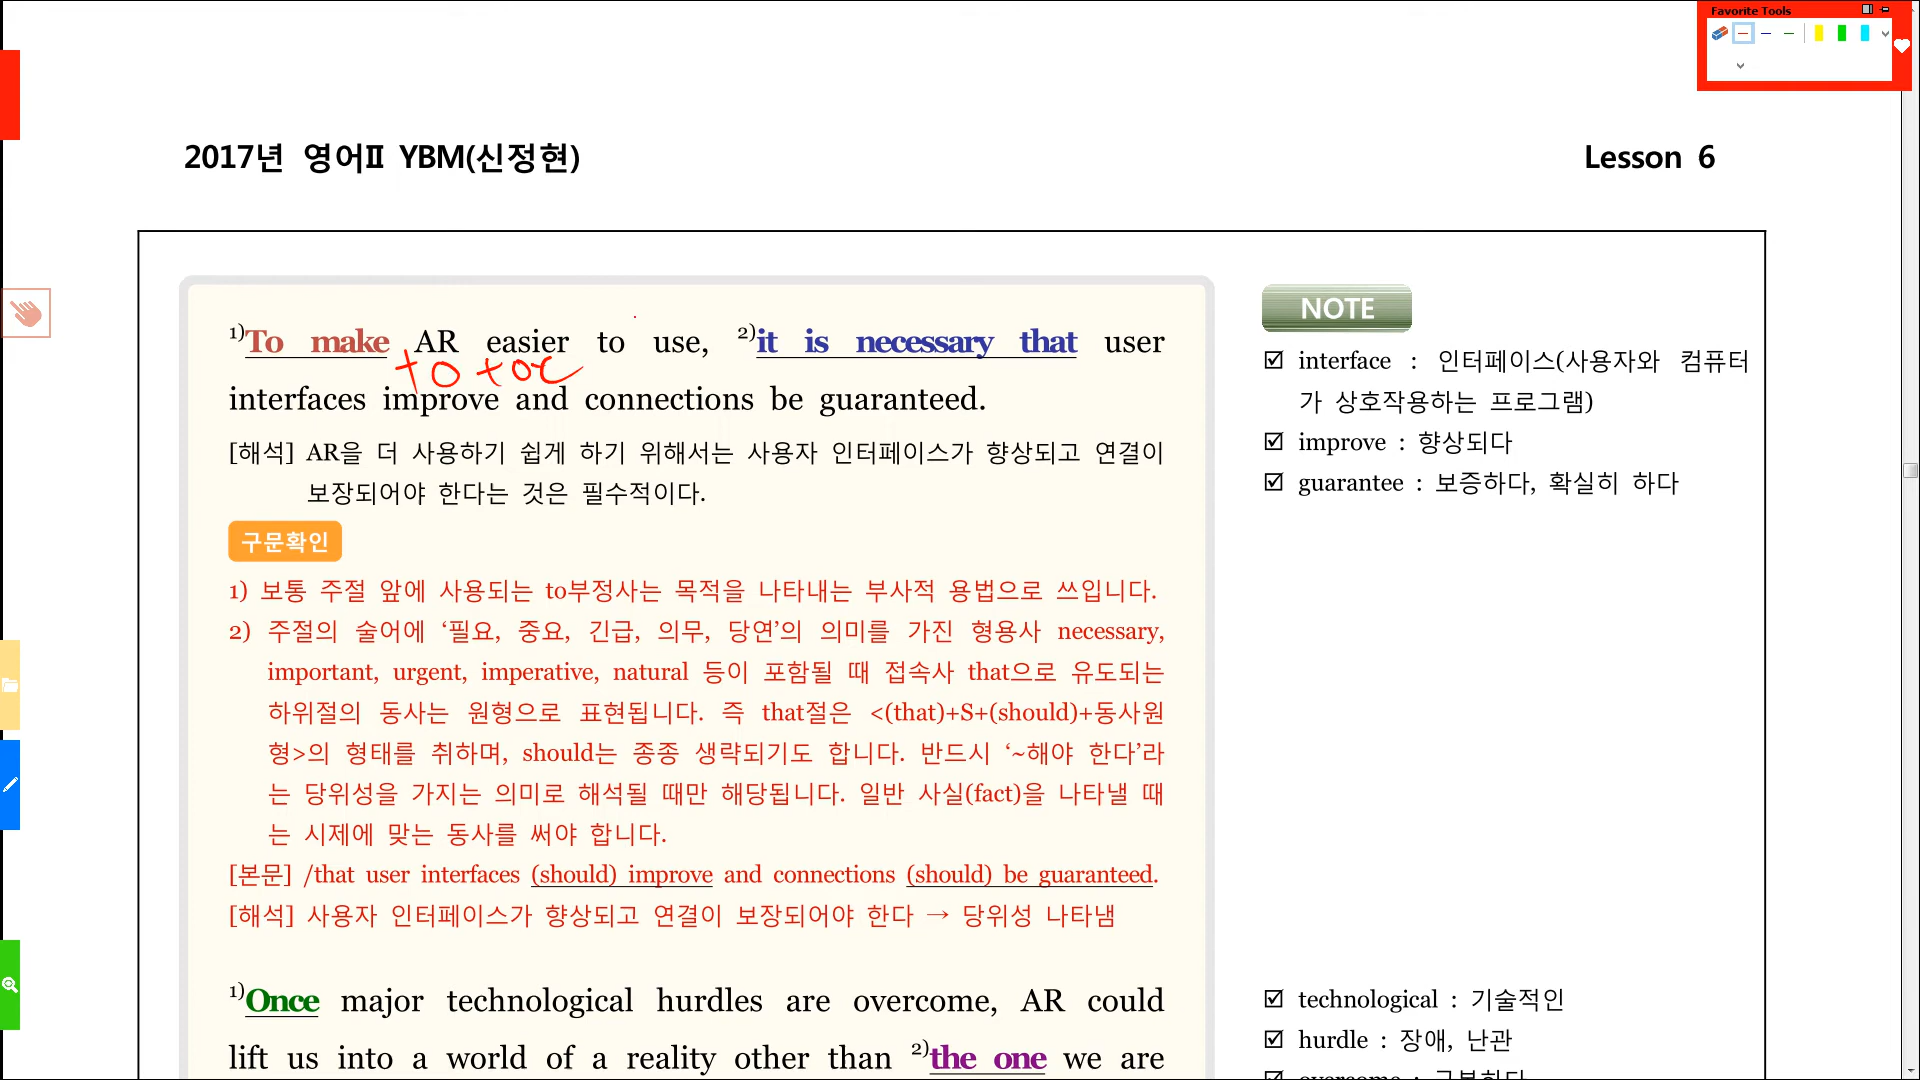 Favorite Tools
2017년 영어Ⅱ YBM(신정현)
Lesson 6
1)To make AR easier to use, 2)it is necessary that user
interfaces improve and connections be guaranteed.
[해석] AR을 더 사용하기 쉽게 하기 위해서는 사용자 인터페이스가 향상되고 연결이
보장되어야 한다는 것은 필수적이다.
구문확인
1) 보통 주절 앞에 사용되는 to부정사는 목적을 나타내는 부사적 용법으로 쓰입니다.
2) 주절의 술어에 ‘필요, 중요, 긴급, 의무, 당연’의 의미를 가진 형용사 necessary,
important, urgent, imperative, natural 등이 포함될 때 접속사 that으로 유도되는
하위절의 동사는 원형으로 표현됩니다. 즉 that절은 <(that)+S+(should)+동사원
형>의 형태를 취하며, should는 종종 생략되기도 합니다. 반드시 ‘~해야 한다’라
는 당위성을 가지는 의미로 해석될 때만 해당됩니다. 일반 사실(fact)을 나타낼 때
는 시제에 맞는 동사를 써야 합니다.
[본문] /that user interfaces (should) improve and connections (should) be guaranteed.
[해석] 사용자 인터페이스가 향상되고 연결이 보장되어야 한다 → 당위성 나타냄
1)Once major technological hurdles are overcome, AR could
lift us into a world of a reality other than 2)the one we are
NOTE
☑ interface : 인터페이스(사용자와 컴퓨터
가 상호작용하는 프로그램)
☑ improve : 향상되다
☑ guarantee : 보증하다, 확실히 하다
☑ technological : 기술적인
☑ hurdle : 장애, 난관
☑ overcome : 극복하다